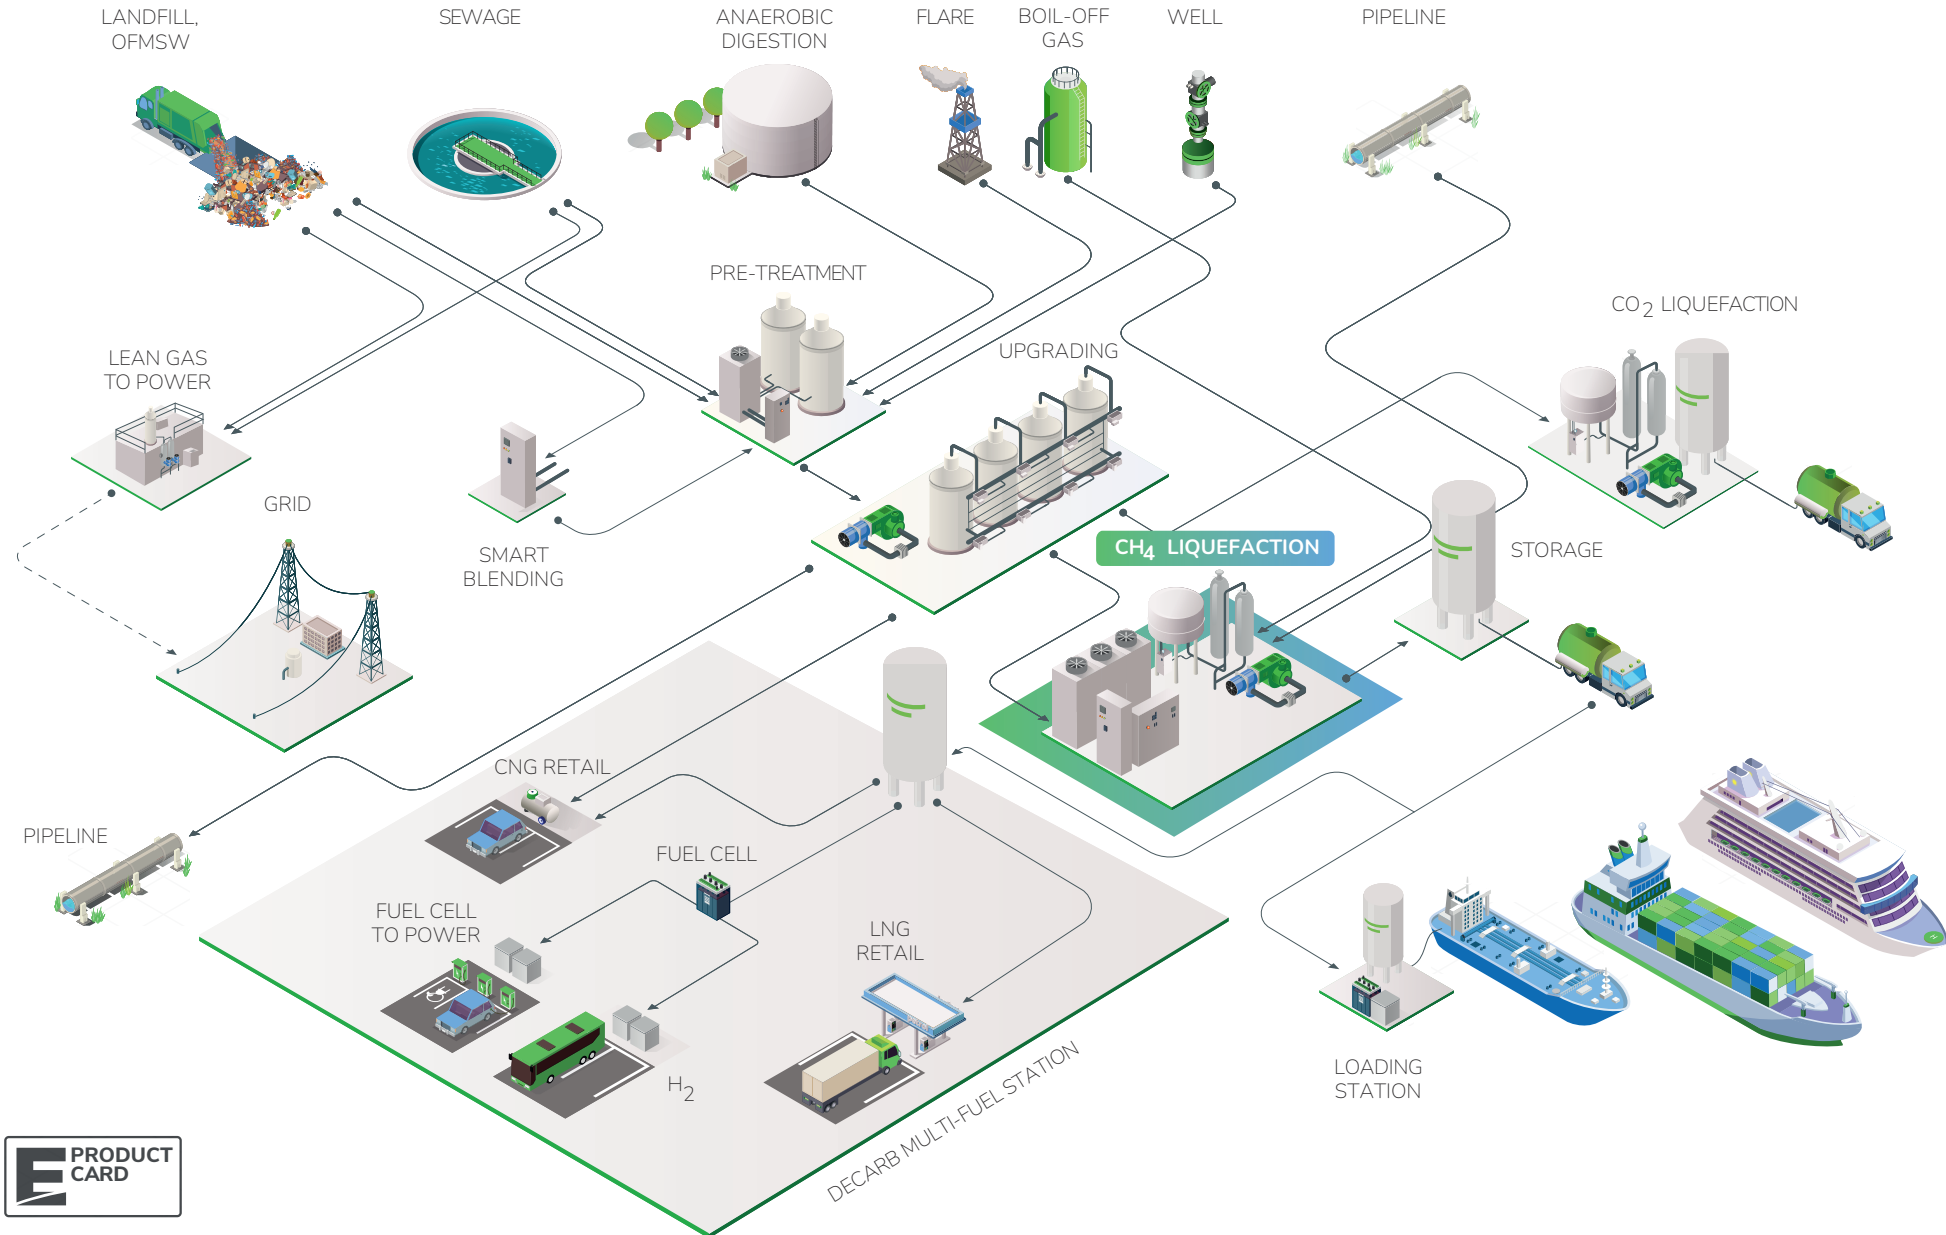 LANDFILL,
OFMSW
SEWAGE
ANAEROBIC
DIGESTION
FLARE
BOIL-OFF
GAS
WELL
PIPELINE
PRE-TREATMENT
CO2 LIQUEFACTION
UPGRADING
LEAN GAS
TO POWER
GRID
SMART
BLENDING
CH4 LIQUEFACTION
STORAGE
CNG RETAIL
PIPELINE
FUEL CELL
FUEL CELL
TO POWER
LNG
RETAIL
H2
DECARB MULTI-FUEL STATION
LOADING
STATION
E PRODUCT
CARD